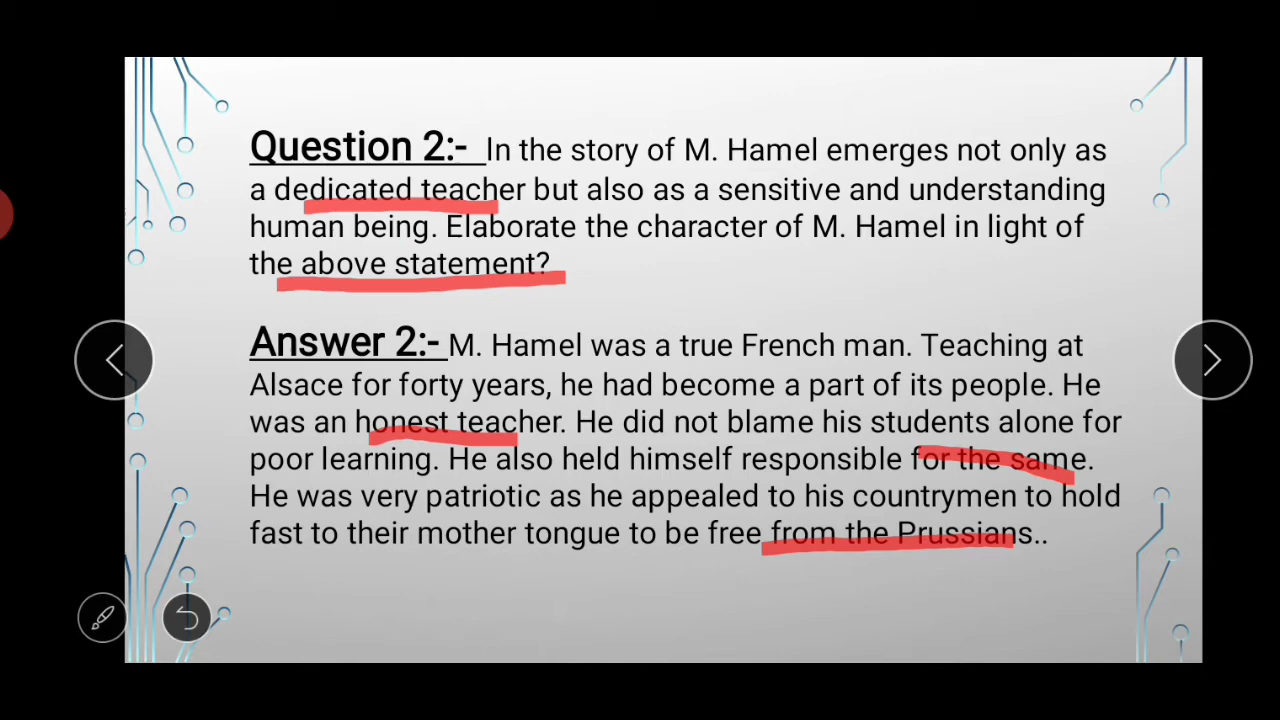 Question 2:- In the story of M. Hamel emerges not only as
a dedicated teacher but also as a sensitive and understanding
human being. Elaborate the character of M. Hamel in light of
the above statement?
Answer 2:- M. Hamel was a true French man. Teaching at
Alsace for forty years, he had become a part of its people. He
was an honest teacher. He did not blame his students alone for
poor learning. He also held himself responsible for the same.
He was very patriotic as he appealed to his countrymen to hold
fast to their mother tongue to be free from the Prussians..